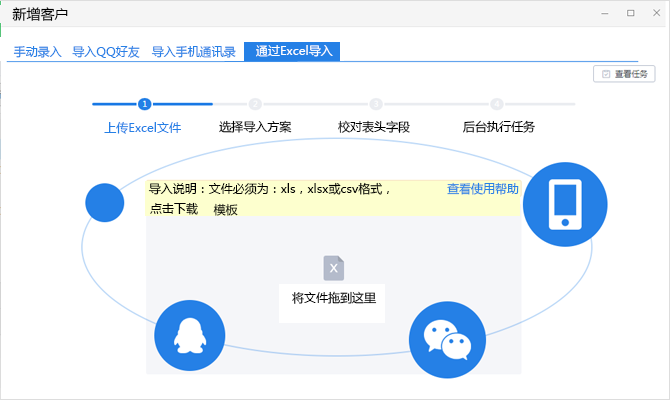 新增客户
手动录入 导入QQ好友 导入手机通讯录 通过Excel导入
查看任务
1 2 3 4
上传Excel文件 选择导入方案 校对表头字段 后台执行任务
导入说明：文件必须为：xls，xlsx或csv格式， 查看使用帮助
点击下载 模板
X
将文件拖到这里